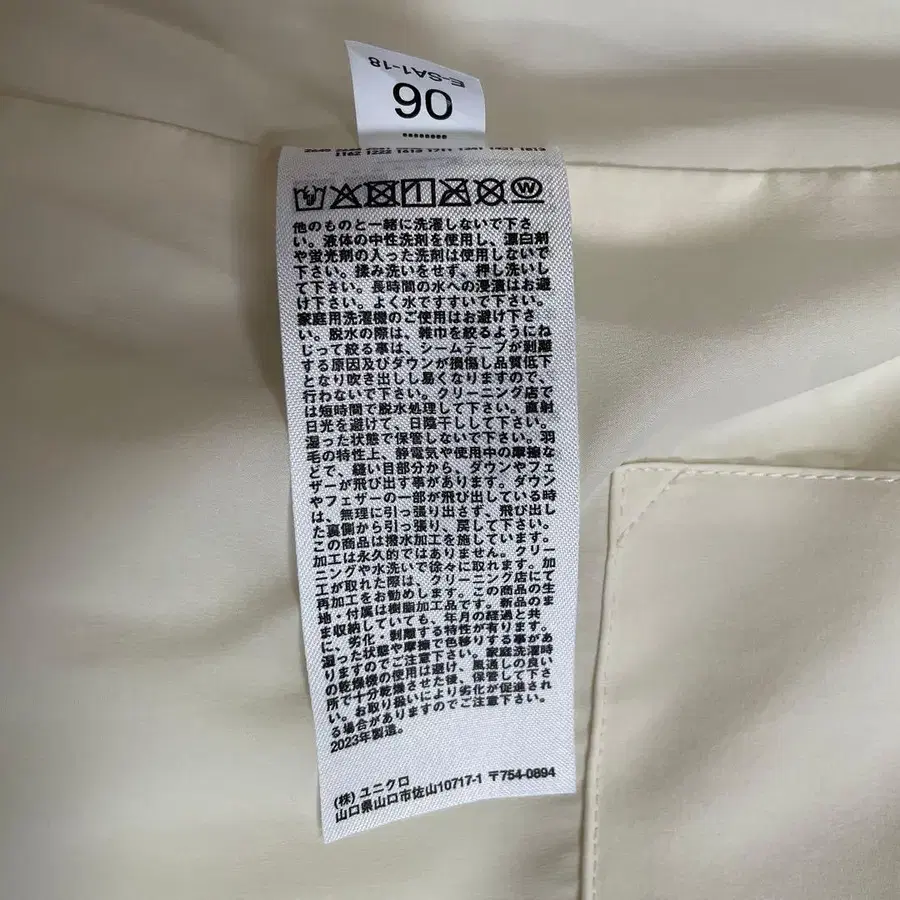 E-SA1-18
06
他のものと一緒に洗濯しないで下さ
い。液体の中性洗剤を使用し、漂白剤
や蛍光剤の入った洗剤は使用しないで
下さい。揉み洗いをせず、押し洗いし
て下さい。長時間の水への浸漬はお避
け下さい。よく水ですすいで下さい。
家庭用洗濯機のご使用はお避け下さ
い。脱水の際は、雑巾を絞るようにね
じって絞る事は、シームテープが剥離
する原因及びダウンが損傷し品質低下
となり吹き出しし易くなりますので、
行わないで下さい。クリーニング店で
は短時間で脱水処理して下さい。直射
日光を避けて、日陰干しして下さい。
湿った状態で保管しないで下さい。羽
毛の特性上、静電気や使用中の摩擦な
どで、縫い目部分から、ダウンやフェ
ザーが飛び出す事があります。ダウン
やフェザーの一部が飛び出している時
は、無理に引っ張り出さず、飛び出し
た裏側から引っ張り、戻して下さい。
この商品は撥水加工を施しています。
加工は永久的ではありません。クリー
ニングや水洗いで徐々に取れます。加
工が取れた際は、クリーニング店にて
再加工をお勧めします。この商品の生
地・付属は樹脂加工品です。新品のま
ま収納していても、年月の経過と共
に、劣化・剥離する特性が有ります。
湿った状態や摩擦で色移りする事があ
りますのでご注意下さい。家庭洗濯時
の乾燥機の使用は避け、風通しの良い
所で十分乾燥させた後、保管して下さ
い。お取り扱いにより劣化が促進され
る場合がありますのでご注意下さい。
2023年製造。
(株) ユニクロ
山口県山口市佐山10717-1 〒754-0894